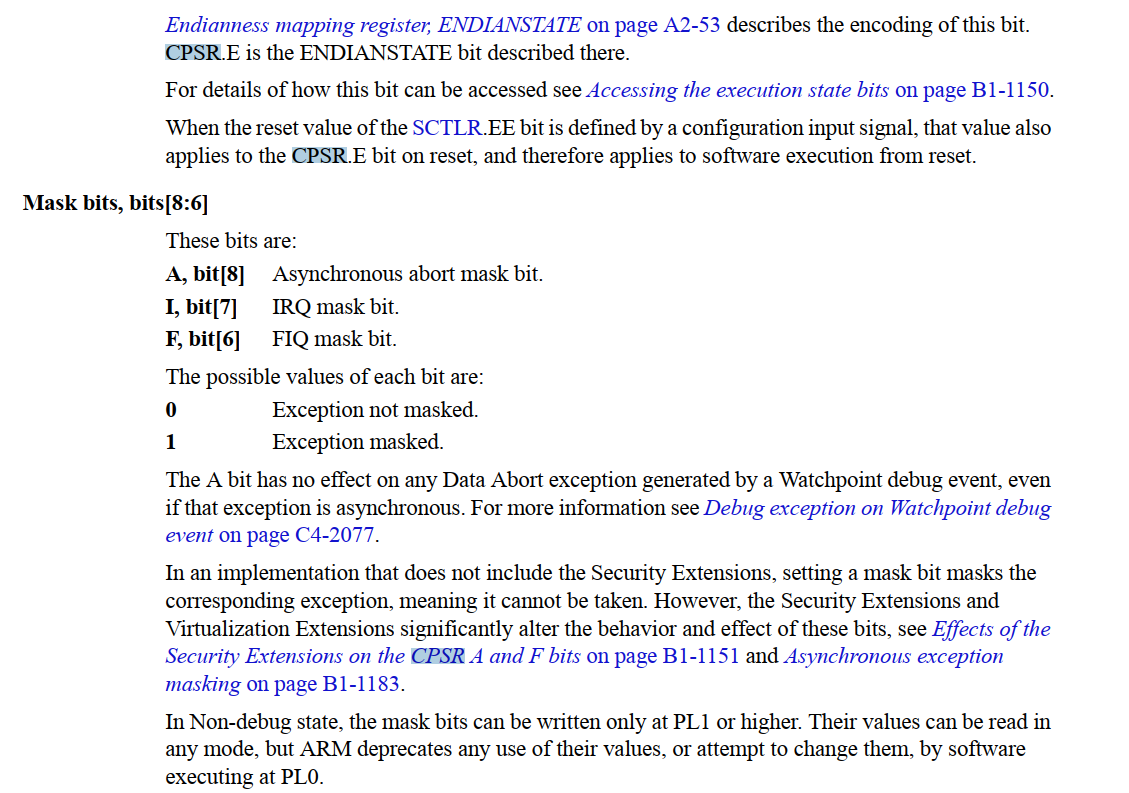 Endianness mapping register, ENDIANSTATE on page A2-53 describes the encoding of this bit.
CPSR.E is the ENDIANSTATE bit described there.
For details of how this bit can be accessed see Accessing the execution state bits on page B1-1150.
When the reset value of the SCTLR.EE bit is defined by a configuration input signal, that value also
applies to the CPSR.E bit on reset, and therefore applies to software execution from reset.
Mask bits, bits[8:6]
These bits are:
A, bit[8] Asynchronous abort mask bit.
I, bit[7] IRQ mask bit.
F, bit[6] FIQ mask bit.
The possible values of each bit are:
0 Exception not masked.
1 Exception masked.
The A bit has no effect on any Data Abort exception generated by a Watchpoint debug event, even
if that exception is asynchronous. For more information see Debug exception on Watchpoint debug
event on page C4-2077.
In an implementation that does not include the Security Extensions, setting a mask bit masks the
corresponding exception, meaning it cannot be taken. However, the Security Extensions and
Virtualization Extensions significantly alter the behavior and effect of these bits, see Effects of the
Security Extensions on the CPSR A and F bits on page B1-1151 and Asynchronous exception
masking on page B1-1183.
In Non-debug state, the mask bits can be written only at PL1 or higher. Their values can be read in
any mode, but ARM deprecates any use of their values, or attempt to change them, by software
executing at PL0.